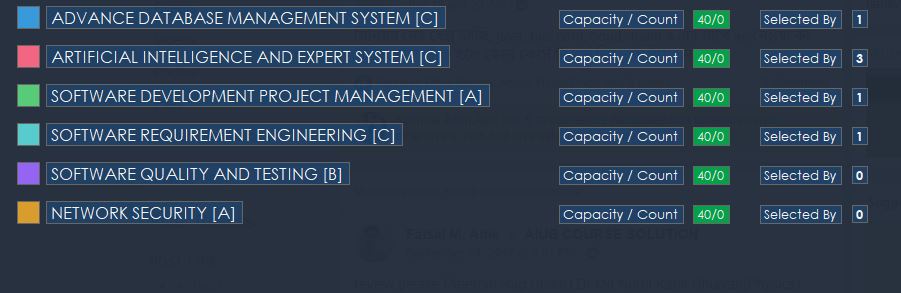 ADVANCE DATABASE MANAGEMENT SYSTEM [C] Capacity / Count 40/0 Selected By 1
ARTIFICIAL INTELLIGENCE AND EXPERT SYSTEM [C] Capacity / Count 40/0 Selected By 3
SOFTWARE DEVELOPMENT PROJECT MANAGEMENT [A] Capacity / Count 40/0 Selected By 1
SOFTWARE REQUIREMENT ENGINEERING [C] Capacity / Count 40/0 Selected By 1
SOFTWARE QUALITY AND TESTING [B] Capacity / Count 40/0 Selected By 0
NETWORK SECURITY [A] Capacity / Count 40/0 Selected By 0
AIUB COURSE SOLUTION